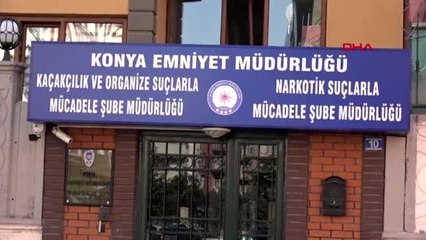 DHA
KONYA EMNİYET MÜDÜRLÜĞÜ
KAÇAKÇILIK VE ORGANİZE SUÇLARLA
MÜCADELE ŞUBE MÜDÜRLÜĞÜ
NARKOTİK SUÇLARLA
MÜCADELE ŞUBE MÜDÜRLÜĞÜ
10